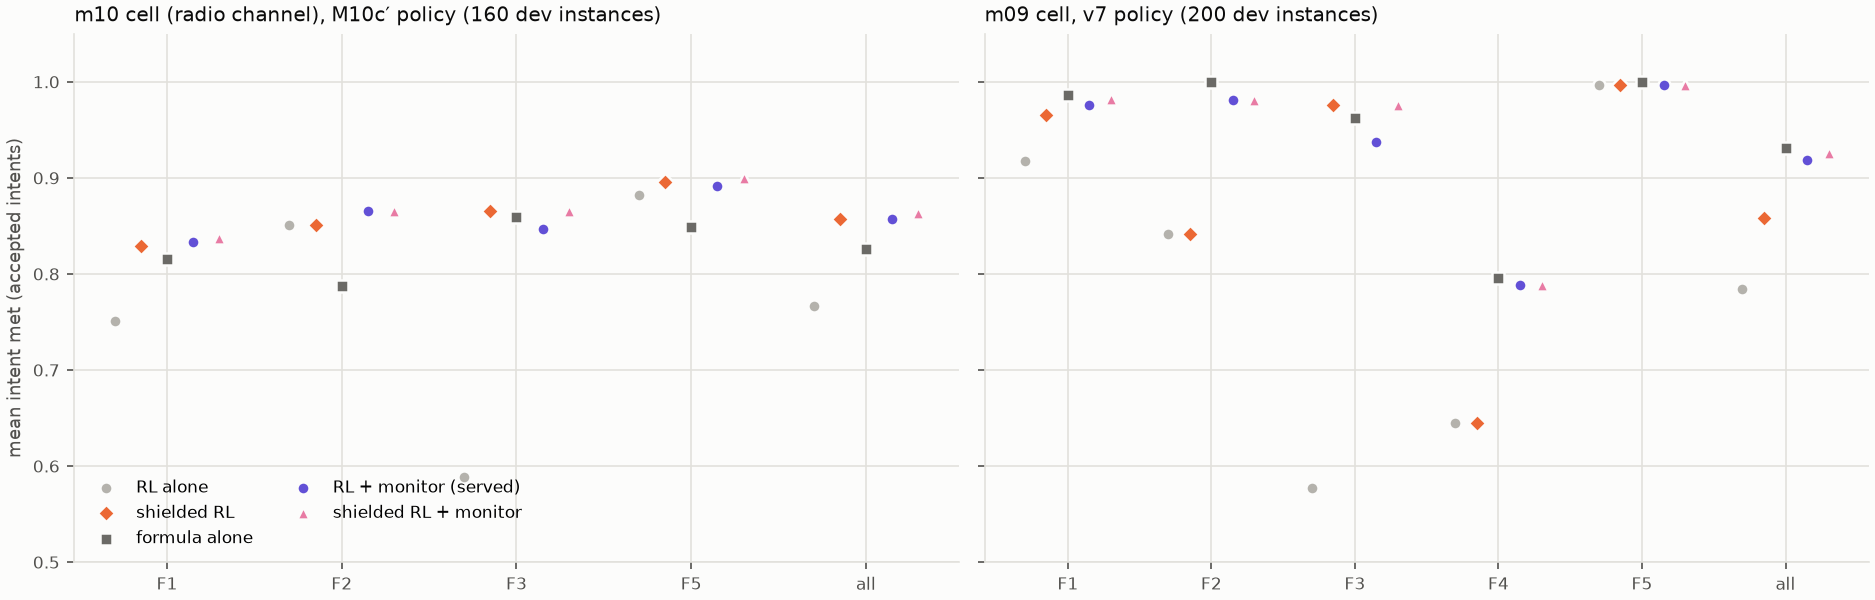 m10 cell (radio channel), M10c′ policy (160 dev instances)
m09 cell, v7 policy (200 dev instances)
mean intent met (accepted intents)
1.0
0.9
0.8
0.7
0.6
0.5
RL alone
shielded RL
formula alone
RL + monitor (served)
shielded RL + monitor
F1 F2 F3 F5 all
F1 F2 F3 F4 F5 all